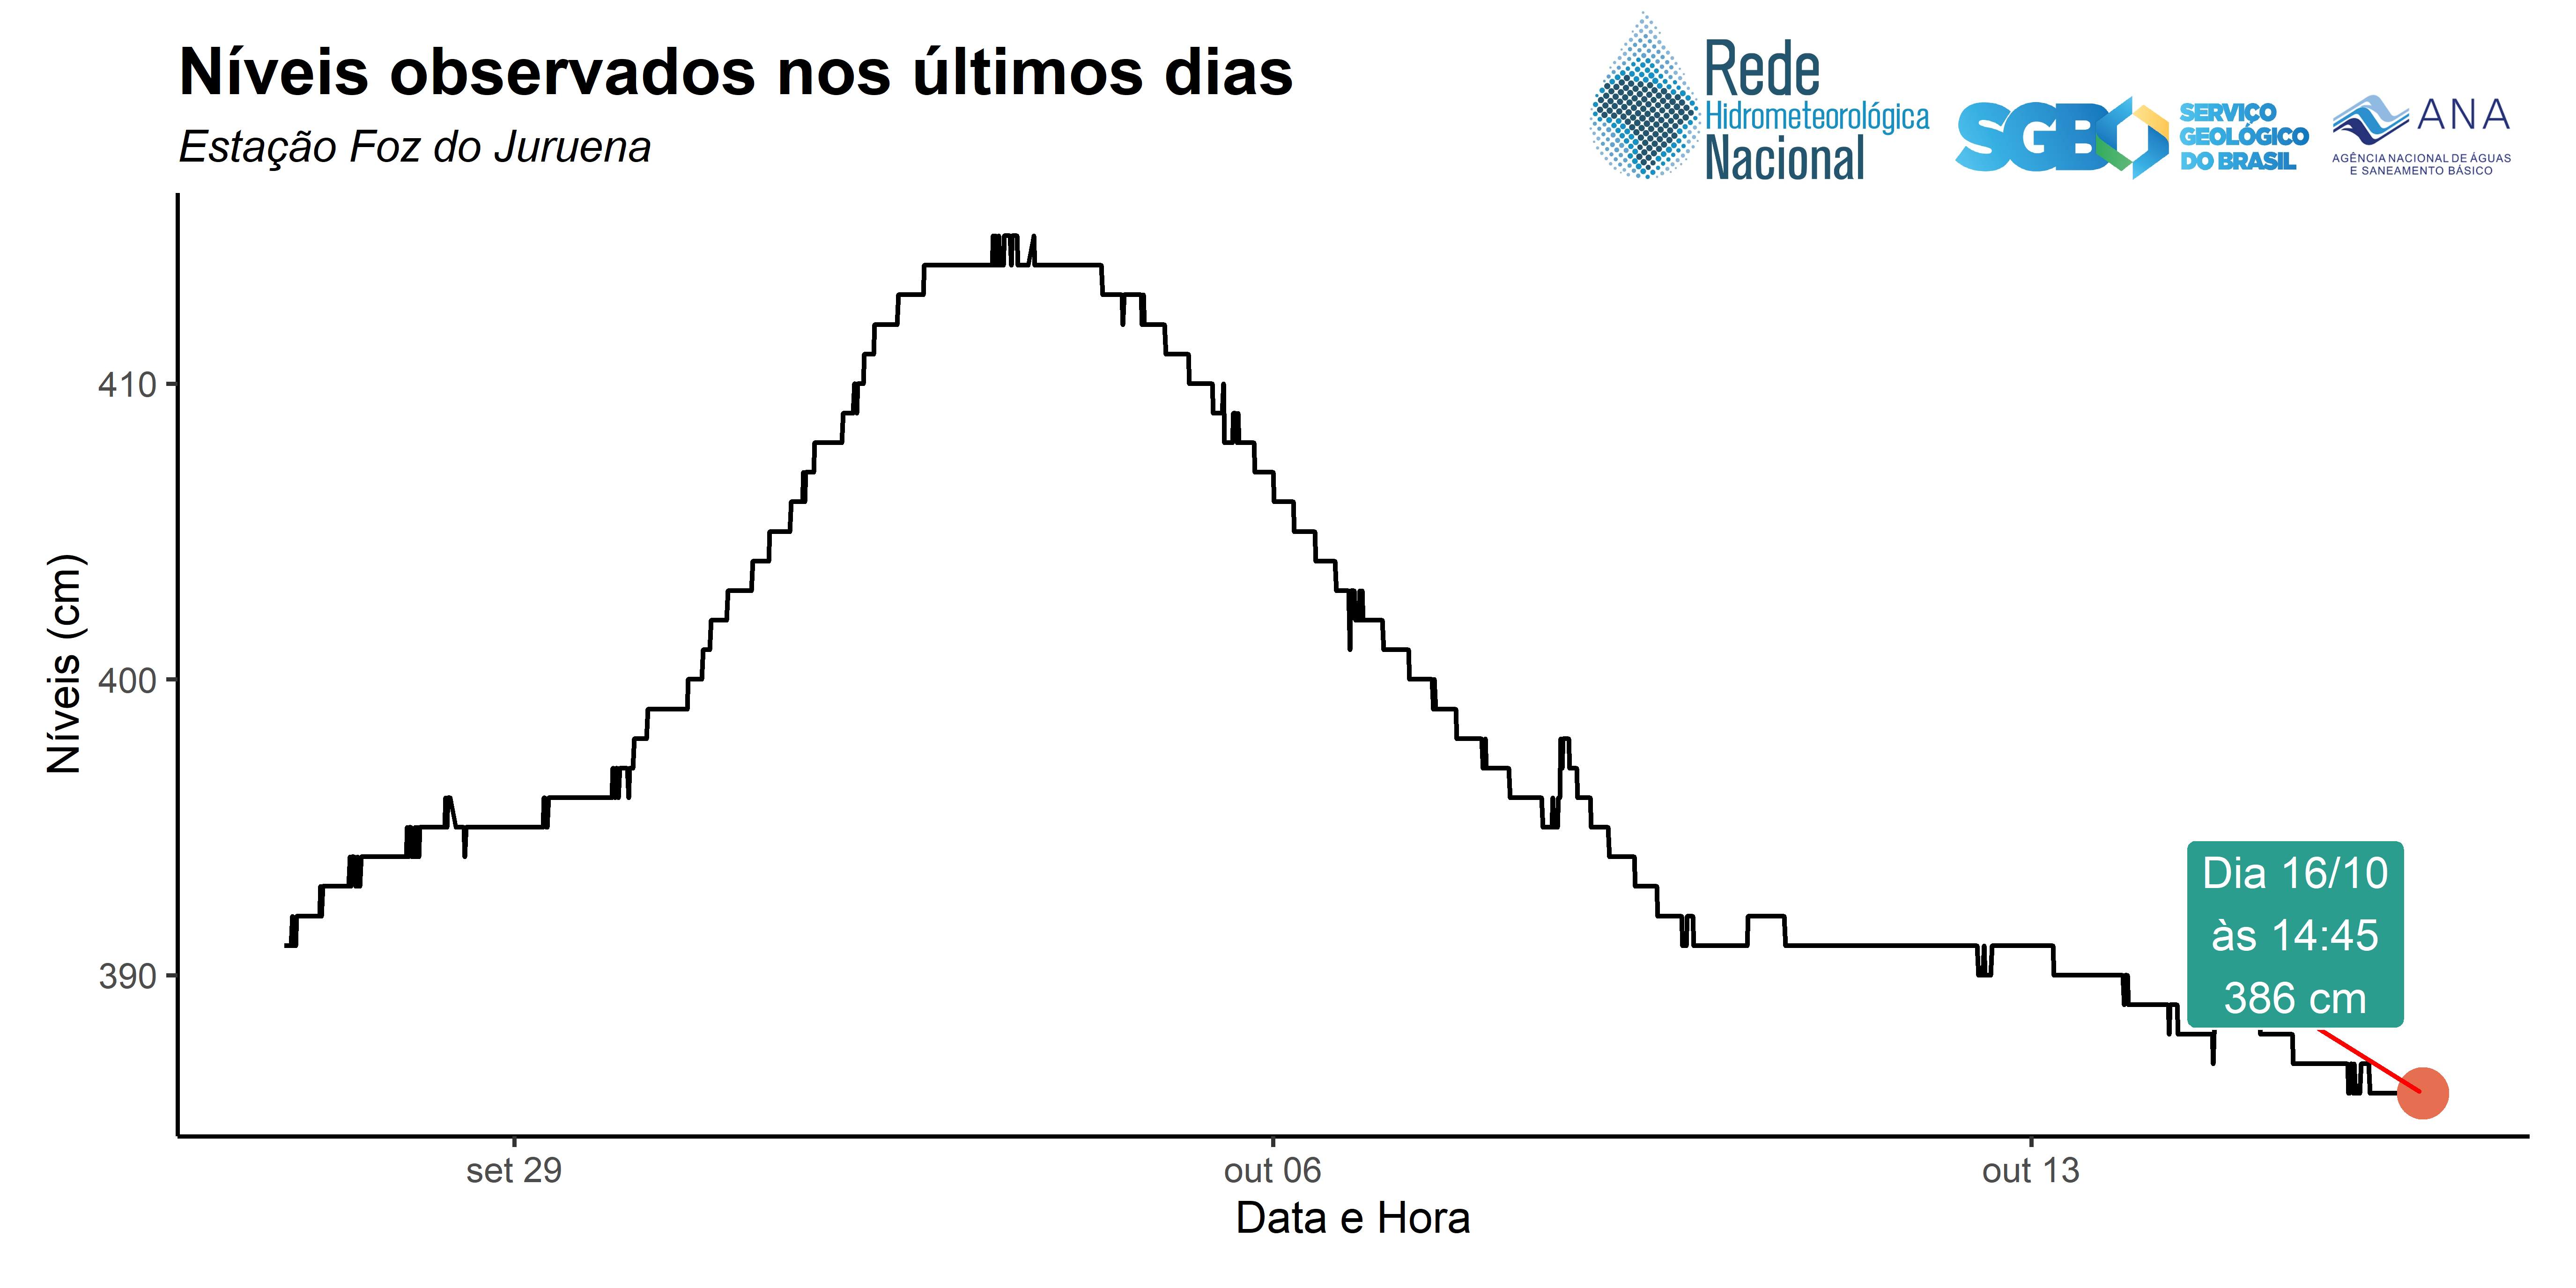 Níveis observados nos últimos dias
Estação Foz do Juruena
Rede
Hidrometeorológica
Nacional
SGB
SERVIÇO
GEOLÓGICO
DO BRASIL
ANA
AGÊNCIA NACIONAL DE ÁGUAS
E SANEAMENTO BÁSICO
Níveis (cm)
410
400
390
Dia 16/10
às 14:45
386 cm
set 29
out 06
out 13
Data e Hora